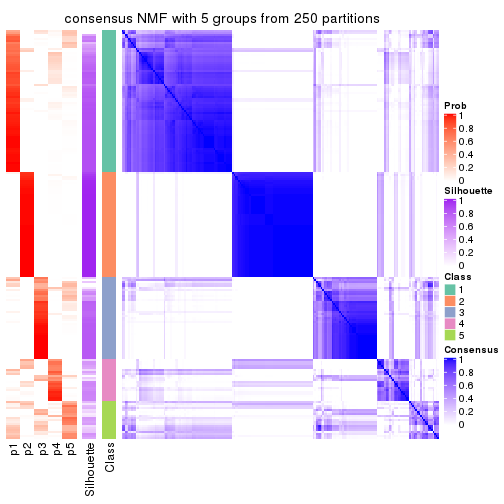 consensus NMF with 5 groups from 250 partitions
Prob
1
0.8
0.6
0.4
0.2
0
Silhouette
1
0.8
0.6
0.4
0.2
0
Class
1
2
3
4
5
Consensus
1
0.8
0.6
0.4
0.2
0
p1
p2
p3
p4
p5
Silhouette
Class